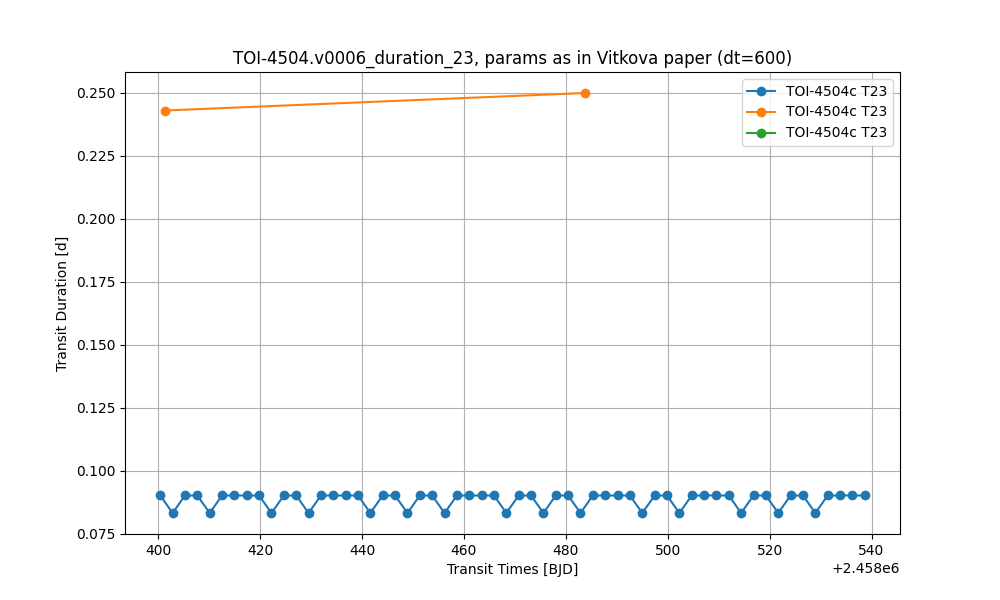 TOI-4504.v0006_duration_23, params as in Vitkova paper (dt=600)
TOI-4504c T23
TOI-4504c T23
TOI-4504c T23
Transit Duration [d]
0.250
0.225
0.200
0.175
0.150
0.125
0.100
0.075
400 420 440 460 480 500 520 540
Transit Times [BJD]
+2.458e6